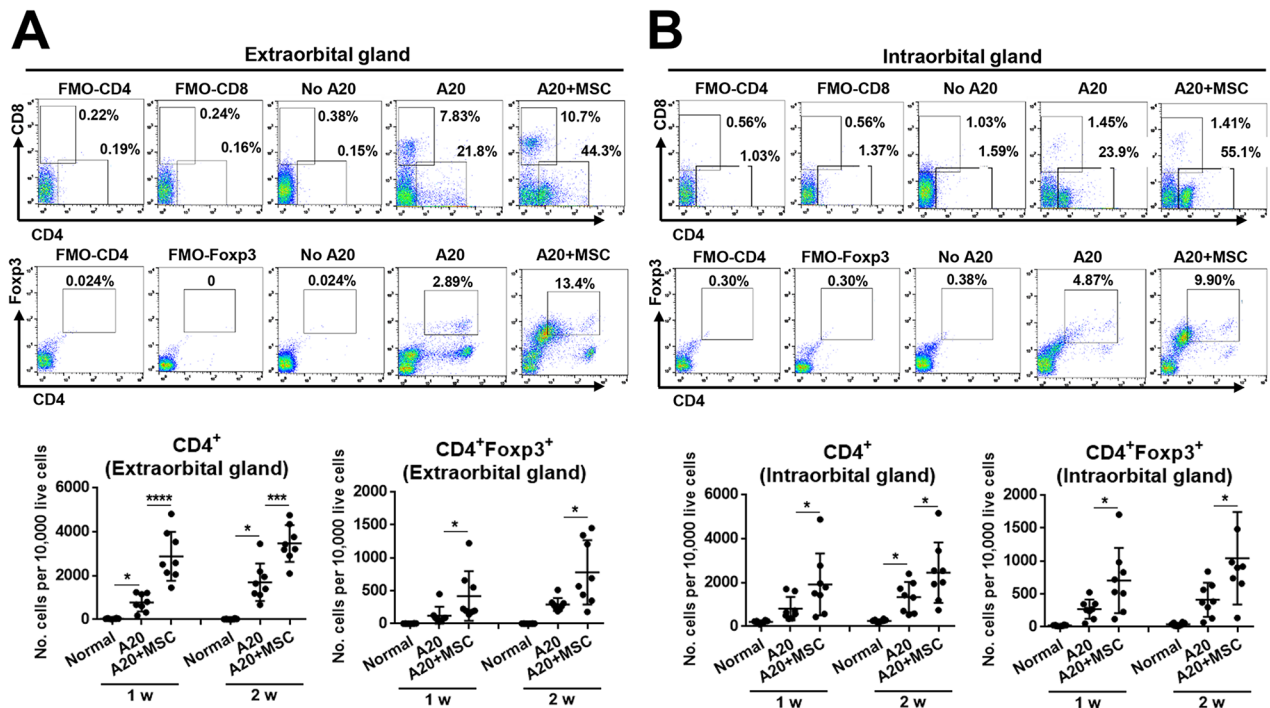 A
Extraorbital gland
FMO-CD4 FMO-CD8 No A20 A20 A20+MSC
CD8
0.22% 0.24% 0.38% 7.83% 10.7%
0.19% 0.16% 0.15% 21.8% 44.3%
CD4
FMO-CD4 FMO-Foxp3 No A20 A20 A20+MSC
Foxp3
0.024% 0 0.024% 2.89% 13.4%
CD4
CD4+
(Extraorbital gland)
No. cells per 10,000 live cells
6000
4000
2000
0
* **** * ***
Normal A20 A20+MSC Normal A20 A20+MSC
1 w 2 w
CD4+Foxp3+
(Extraorbital gland)
No. cells per 10,000 live cells
2000
1500
1000
500
0
* *
Normal A20 A20+MSC Normal A20 A20+MSC
1 w 2 w
B
Intraorbital gland
FMO-CD4 FMO-CD8 No A20 A20 A20+MSC
CD8
0.56% 0.56% 1.03% 1.45% 1.41%
1.03% 1.37% 1.59% 23.9% 55.1%
CD4
FMO-CD4 FMO-Foxp3 No A20 A20 A20+MSC
Foxp3
0.30% 0.30% 0.38% 4.87% 9.90%
CD4
CD4+
(Intraorbital gland)
No. cells per 10,000 live cells
6000
4000
2000
0
* * *
Normal A20 A20+MSC Normal A20 A20+MSC
1 w 2 w
CD4+Foxp3+
(Intraorbital gland)
No. cells per 10,000 live cells
2000
1500
1000
500
0
* *
Normal A20 A20+MSC Normal A20 A20+MSC
1 w 2 w